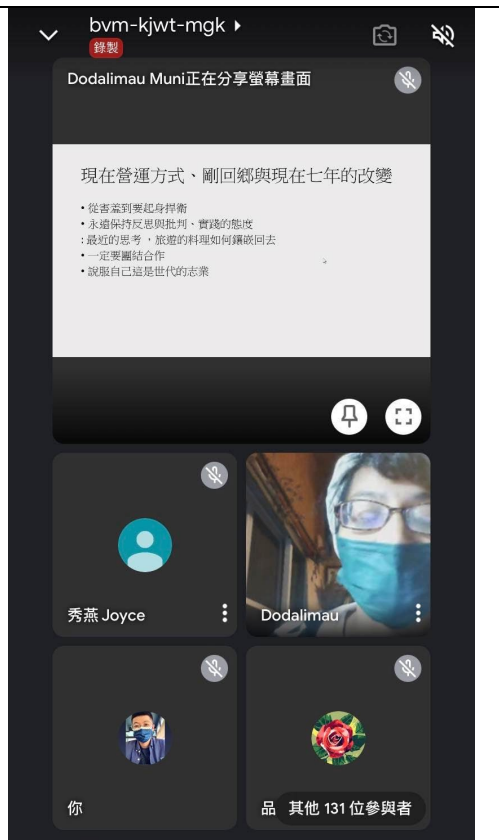 bvm-kjwt-mgk
錄製
Dodalimau Muni正在分享螢幕畫面
現在營運方式、剛回鄉與現在七年的改變
• 從害羞到要起身捍衛
• 永遠保持反思與批判、實踐的態度
:最近的思考，旅遊的料理如何鑲嵌回去
• 一定要團結合作
• 說服自己這是世代的志業
秀燕 Joyce
Dodalimau
你
品 其他 131 位參與者